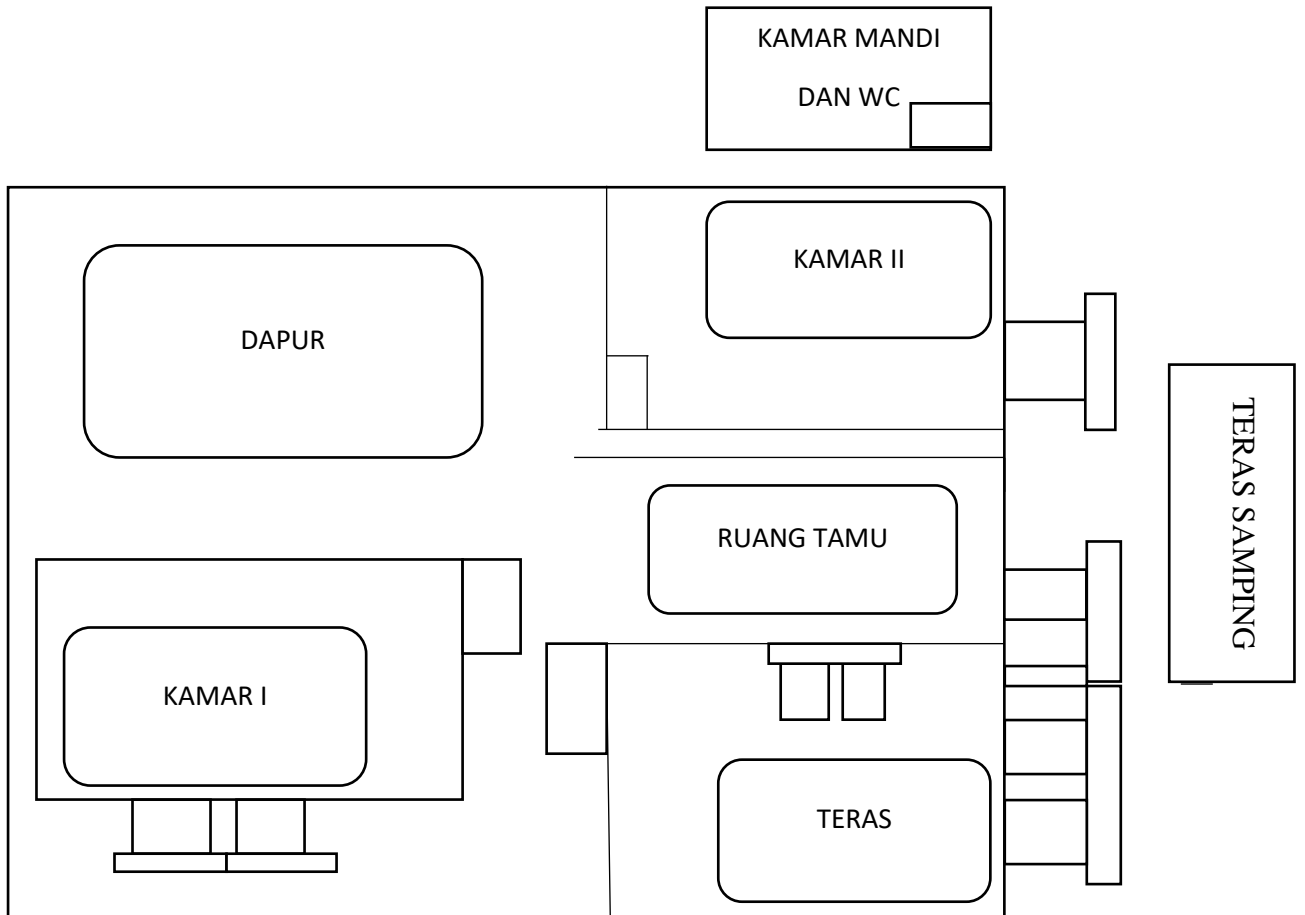 KAMAR MANDI
DAN WC
KAMAR II
DAPUR
TERAS SAMPING
RUANG TAMU
KAMAR I
TERAS